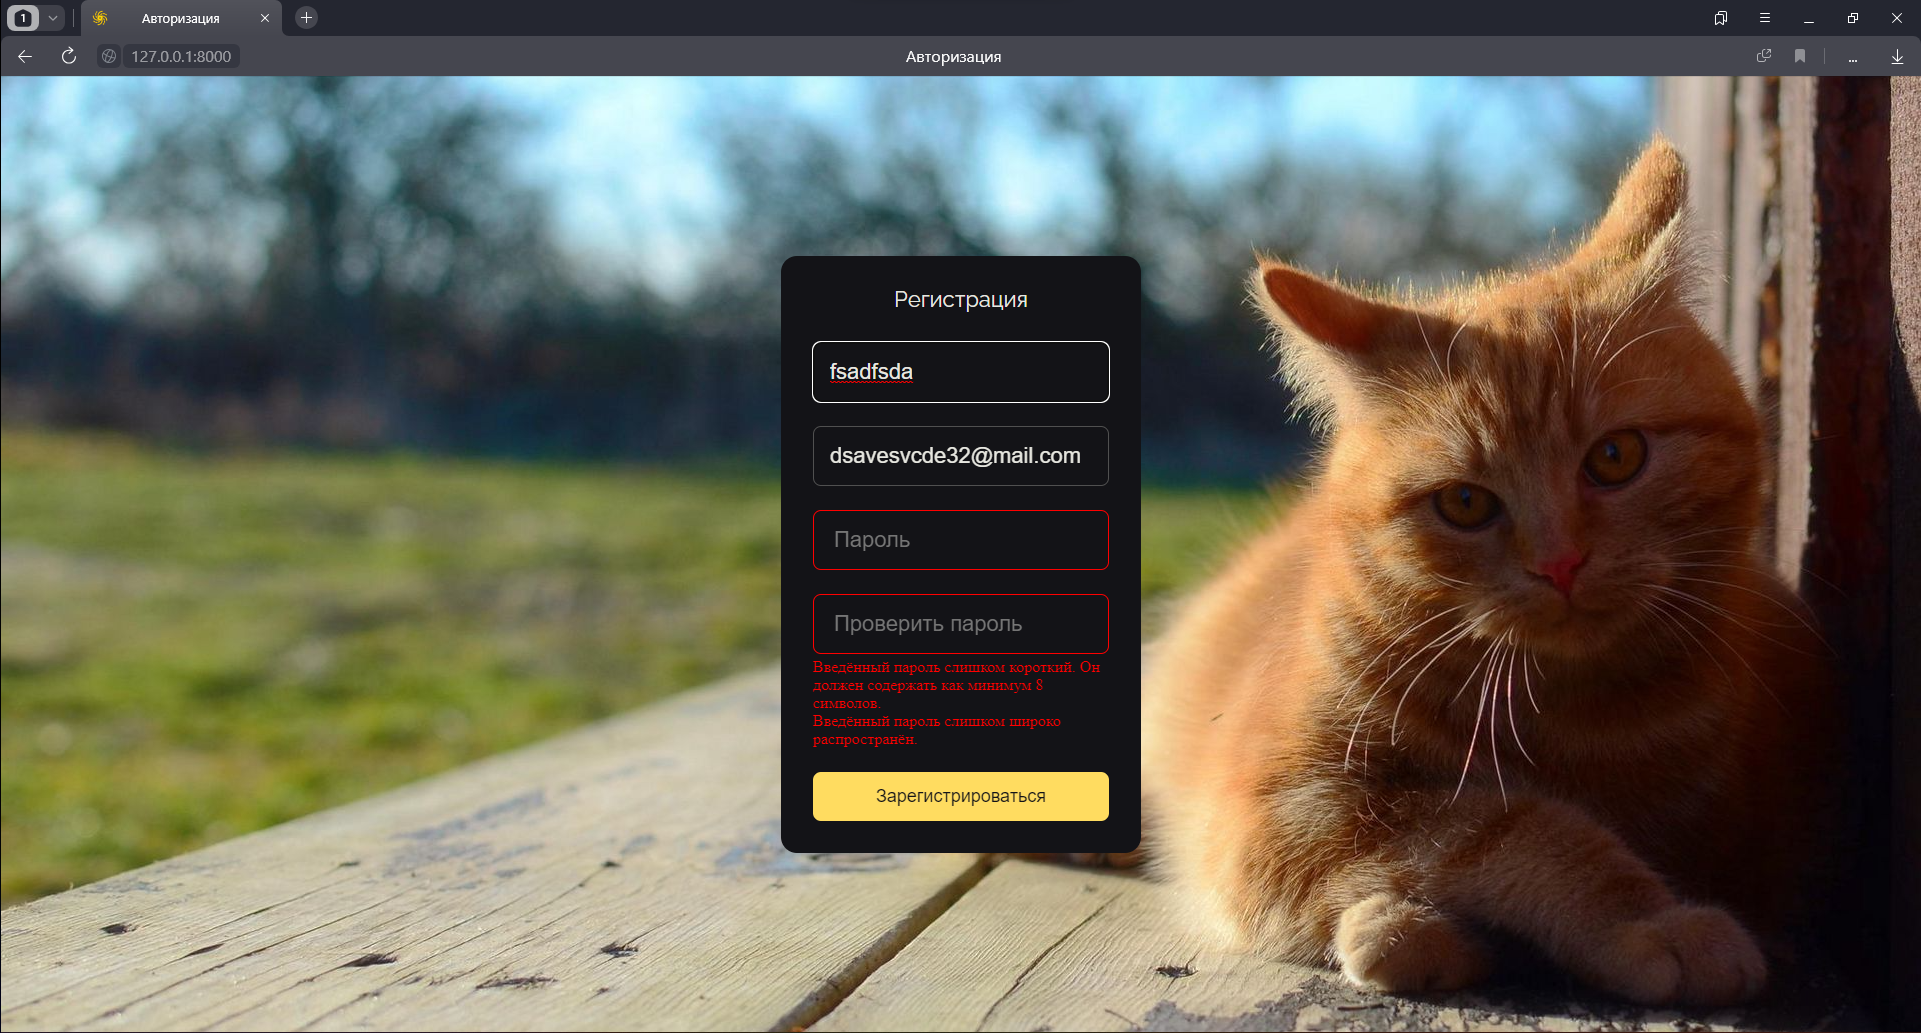 1
Авторизация
127.0.0.1:8000
Авторизация
Регистрация
fsadfsda
dsavesvcde32@mail.com
Пароль
Проверить пароль
Введённый пароль слишком короткий. Он
должен содержать как минимум 8
символов.
Введённый пароль слишком широко
распространён.
Зарегистрироваться